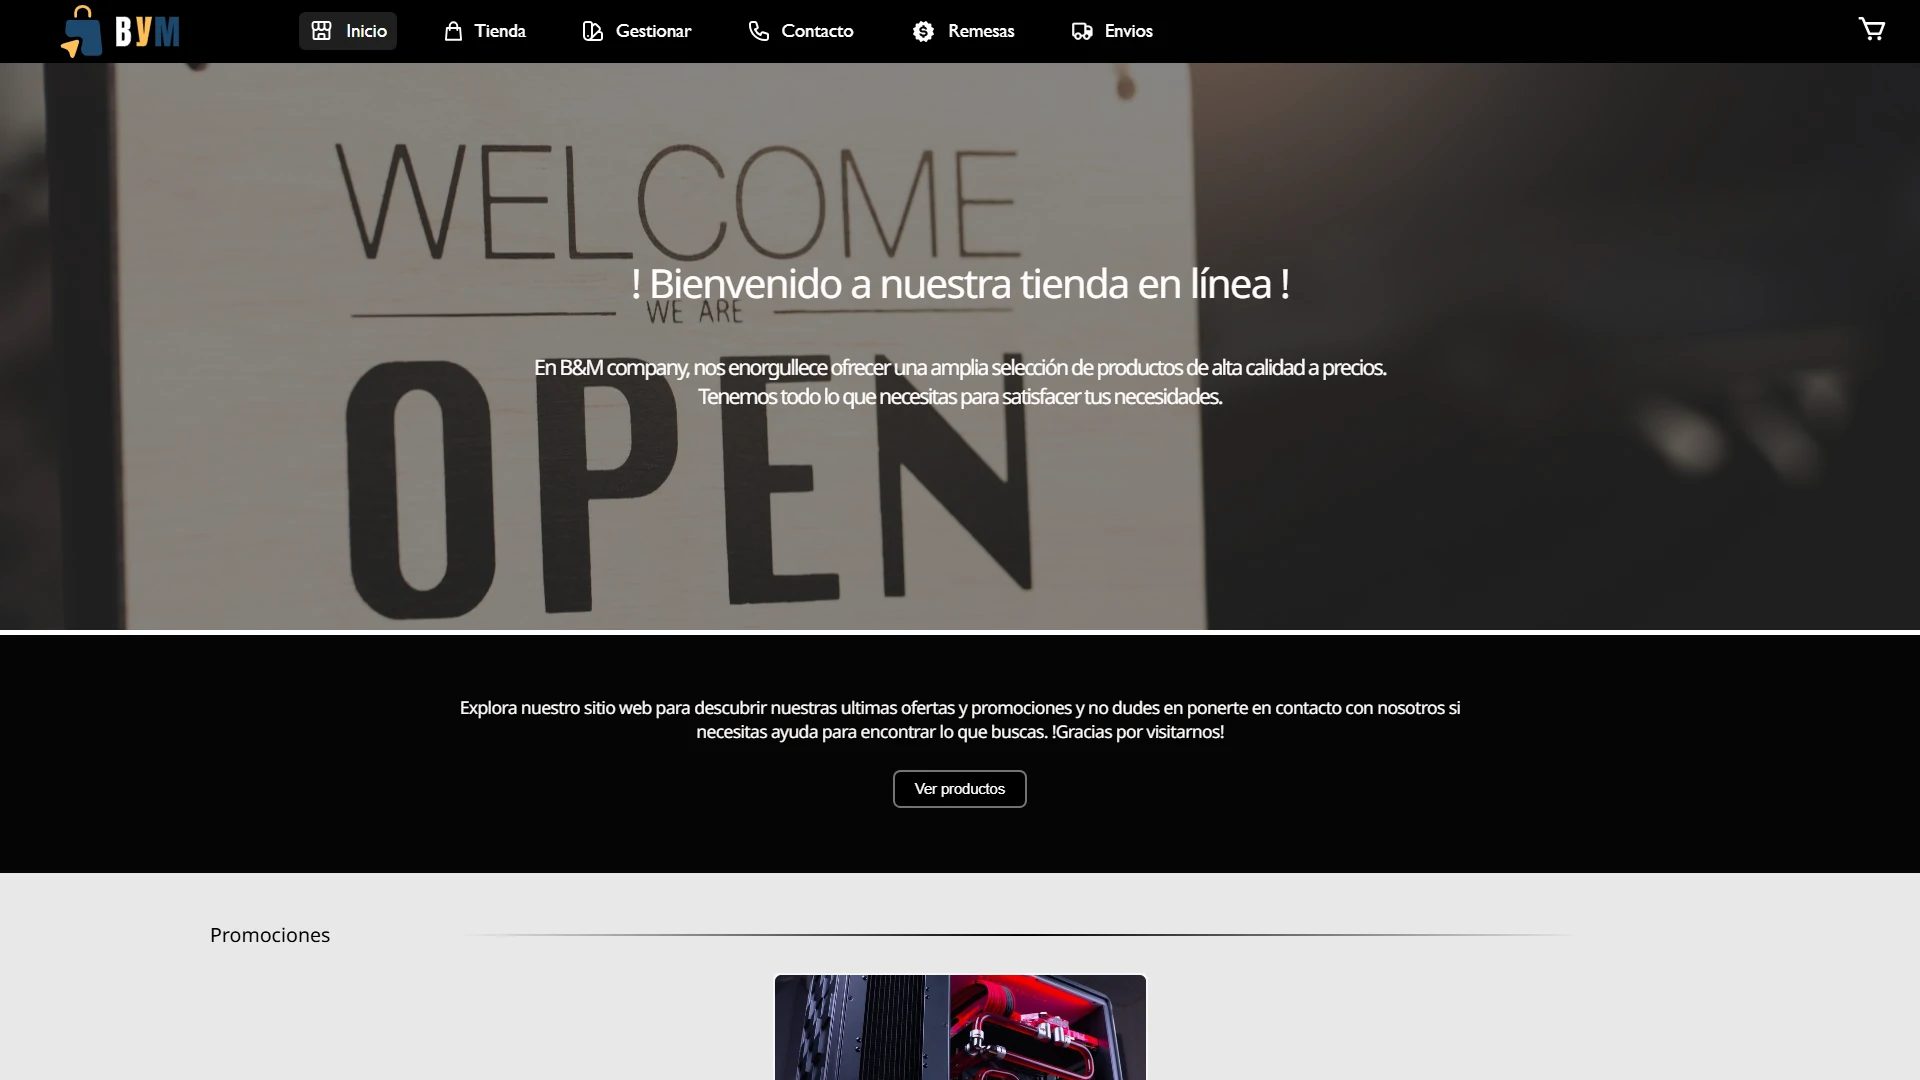 BYM
Inicio
Tienda
Gestionar
Contacto
Remesas
Envios
WELCOME
! Bienvenido a nuestra tienda en línea !
WE ARE
En B&M company, nos enorgullece ofrecer una amplia selección de productos de alta calidad a precios.
Tenemos todo lo que necesitas para satisfacer tus necesidades.
OPEN
Explora nuestro sitio web para descubrir nuestras ultimas ofertas y promociones y no dudes en ponerte en contacto con nosotros si
necesitas ayuda para encontrar lo que buscas. !Gracias por visitarnos!
Ver productos
Promociones